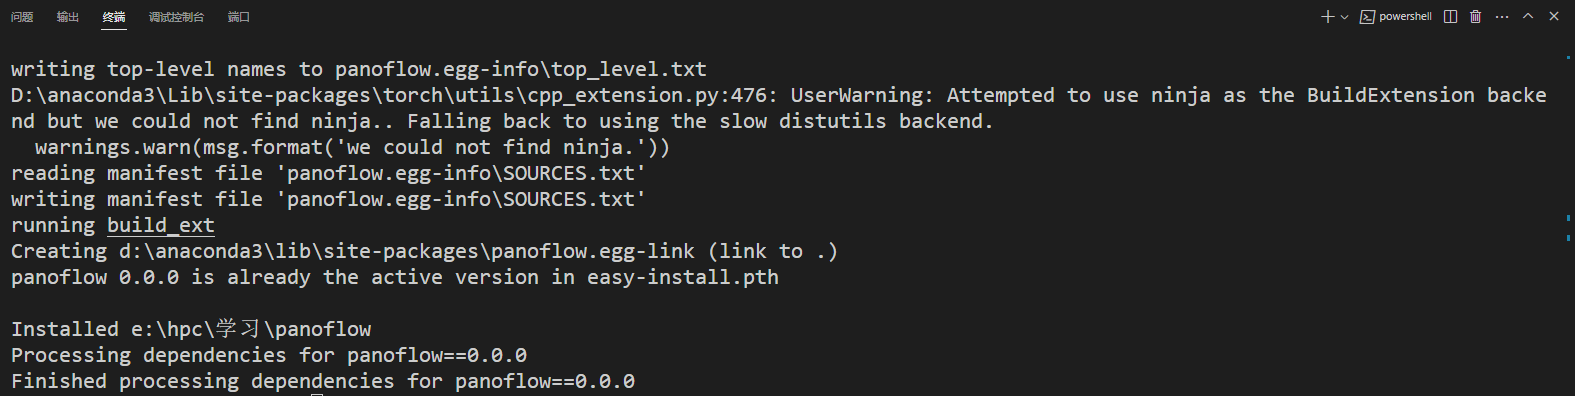 问题 输出 终端 调试控制台 端口 powershell
writing top-level names to panoflow.egg-info\top_level.txt
D:\anaconda3\Lib\site-packages\torch\utils\cpp_extension.py:476: UserWarning: Attempted to use ninja as the BuildExtension backe
nd but we could not find ninja.. Falling back to using the slow distutils backend.
  warnings.warn(msg.format('we could not find ninja.'))
reading manifest file 'panoflow.egg-info\SOURCES.txt'
writing manifest file 'panoflow.egg-info\SOURCES.txt'
running build_ext
Creating d:\anaconda3\lib\site-packages\panoflow.egg-link (link to .)
panoflow 0.0.0 is already the active version in easy-install.pth
Installed e:\hpc\学习\panoflow
Processing dependencies for panoflow==0.0.0
Finished processing dependencies for panoflow==0.0.0